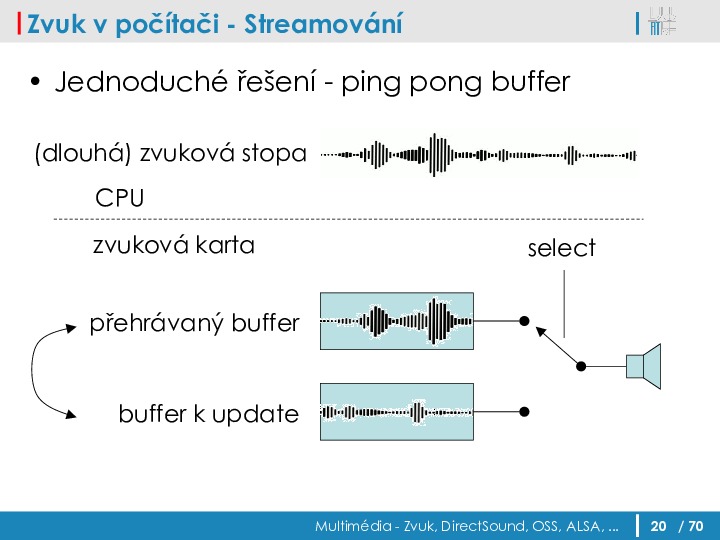 Zvuk v počítači - Streamování
• Jednoduché řešení - ping pong buffer
(dlouhá) zvuková stopa
CPU
zvuková karta
select
přehrávaný buffer
buffer k update
Multimédia - Zvuk, DirectSound, OSS, ALSA, ...
20 / 70